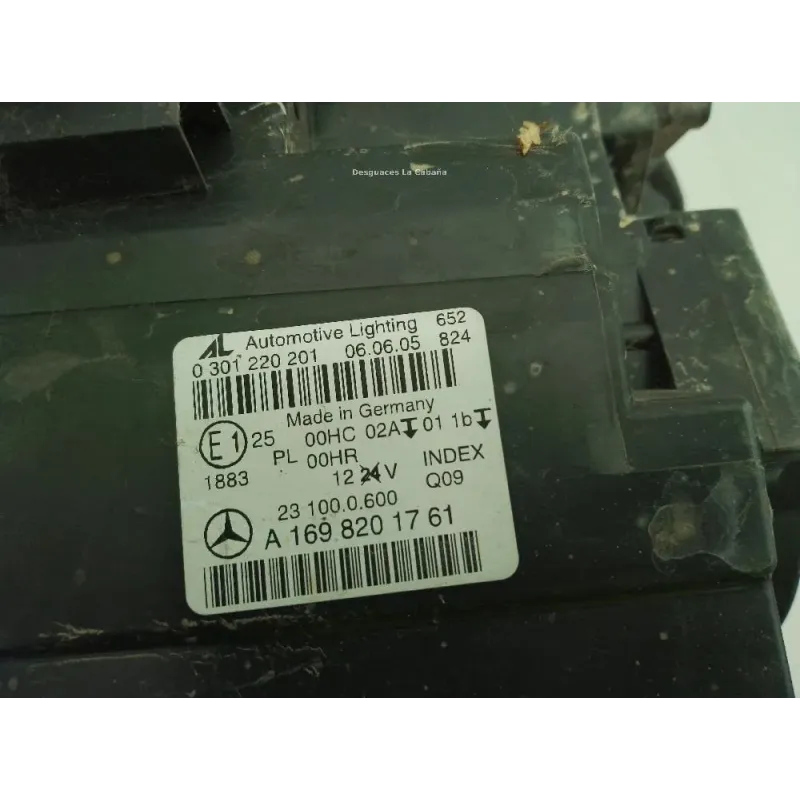 Desguaces La Cabaña
AL Automotive Lighting 652
0 301 220 201 06.06.05 824
Made in Germany
E1 25 00HC 02A 01 1b
PL 00HR
1883 12 24 V INDEX
Q09
23 100.0.600
A 169 820 17 61